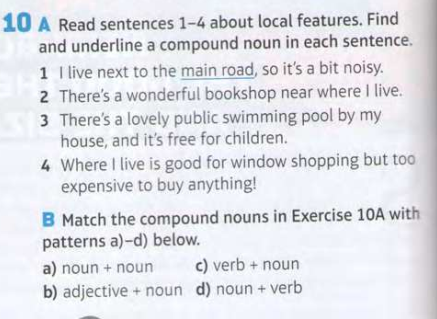 10 A Read sentences 1–4 about local features. Find
and underline a compound noun in each sentence.
1 I live next to the main road, so it's a bit noisy.
2 There's a wonderful bookshop near where I live.
3 There's a lovely public swimming pool by my
house, and it's free for children.
4 Where I live is good for window shopping but too
expensive to buy anything!
B Match the compound nouns in Exercise 10A with
patterns a)–d) below.
a) noun + noun c) verb + noun
b) adjective + noun d) noun + verb